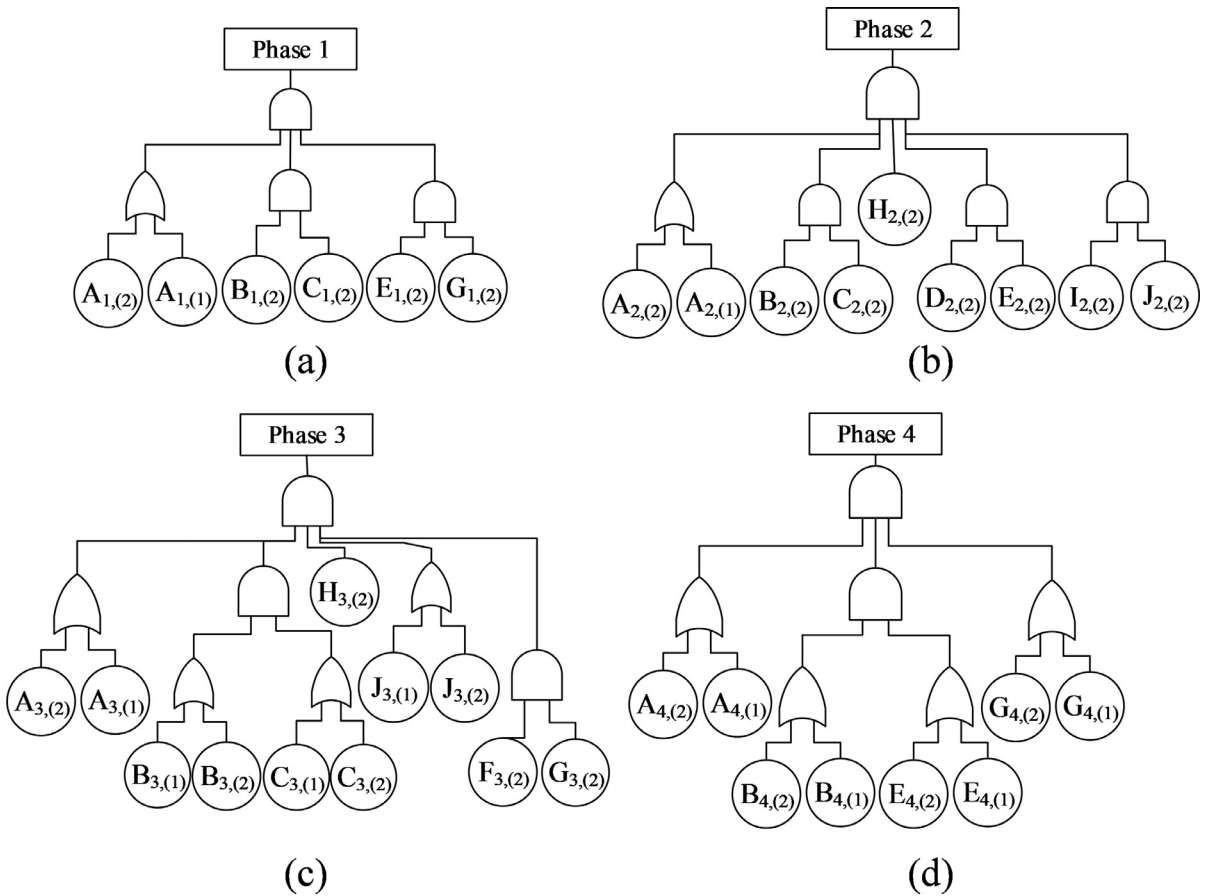 Phase 1
A1,(2) A1,(1) B1,(2) C1,(2) E1,(2) G1,(2)
(a)
Phase 2
H2,(2)
A2,(2) A2,(1) B2,(2) C2,(2) D2,(2) E2,(2) I2,(2) J2,(2)
(b)
Phase 3
H3,(2)
A3,(2) A3,(1) J3,(1) J3,(2)
B3,(1) B3,(2) C3,(1) C3,(2) F3,(2) G3,(2)
(c)
Phase 4
A4,(2) A4,(1) G4,(2) G4,(1)
B4,(2) B4,(1) E4,(2) E4,(1)
(d)